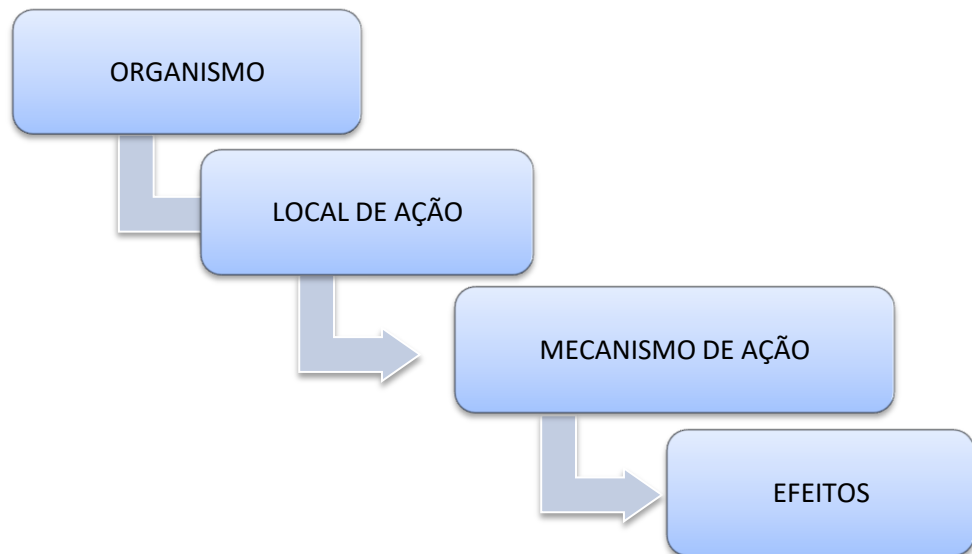 ORGANISMO
LOCAL DE AÇÃO
MECANISMO DE AÇÃO
EFEITOS